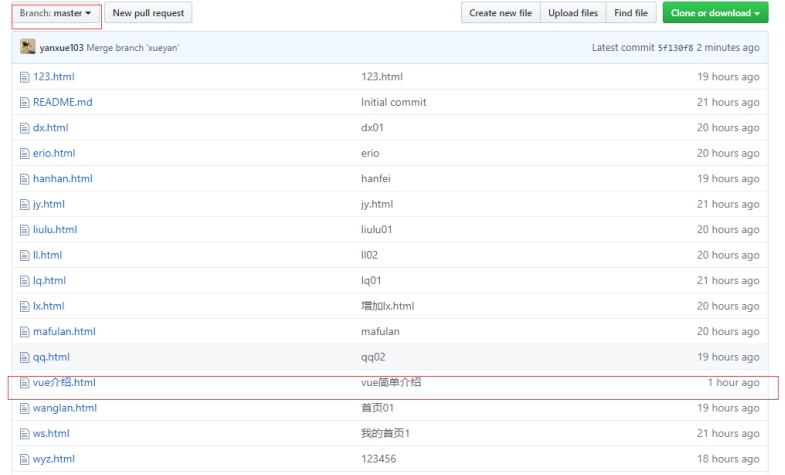 Branch: master New pull request Create new file Upload files Find file Clone or download
yanxue103 Merge branch 'xueyan' Latest commit 5f130f8 2 minutes ago
123.html 123.html 19 hours ago
README.md Initial commit 21 hours ago
dx.html dx01 20 hours ago
erio.html erio 20 hours ago
hanhan.html hanfei 19 hours ago
jy.html jy.html 21 hours ago
liulu.html liulu01 20 hours ago
ll.html ll02 20 hours ago
lq.html lq01 21 hours ago
lx.html 增加lx.html 20 hours ago
mafulan.html mafulan 20 hours ago
qq.html qq02 19 hours ago
vue介绍.html vue简单介绍 1 hour ago
wanglan.html 首页01 19 hours ago
ws.html 我的首页1 21 hours ago
wyz.html 123456 18 hours ago